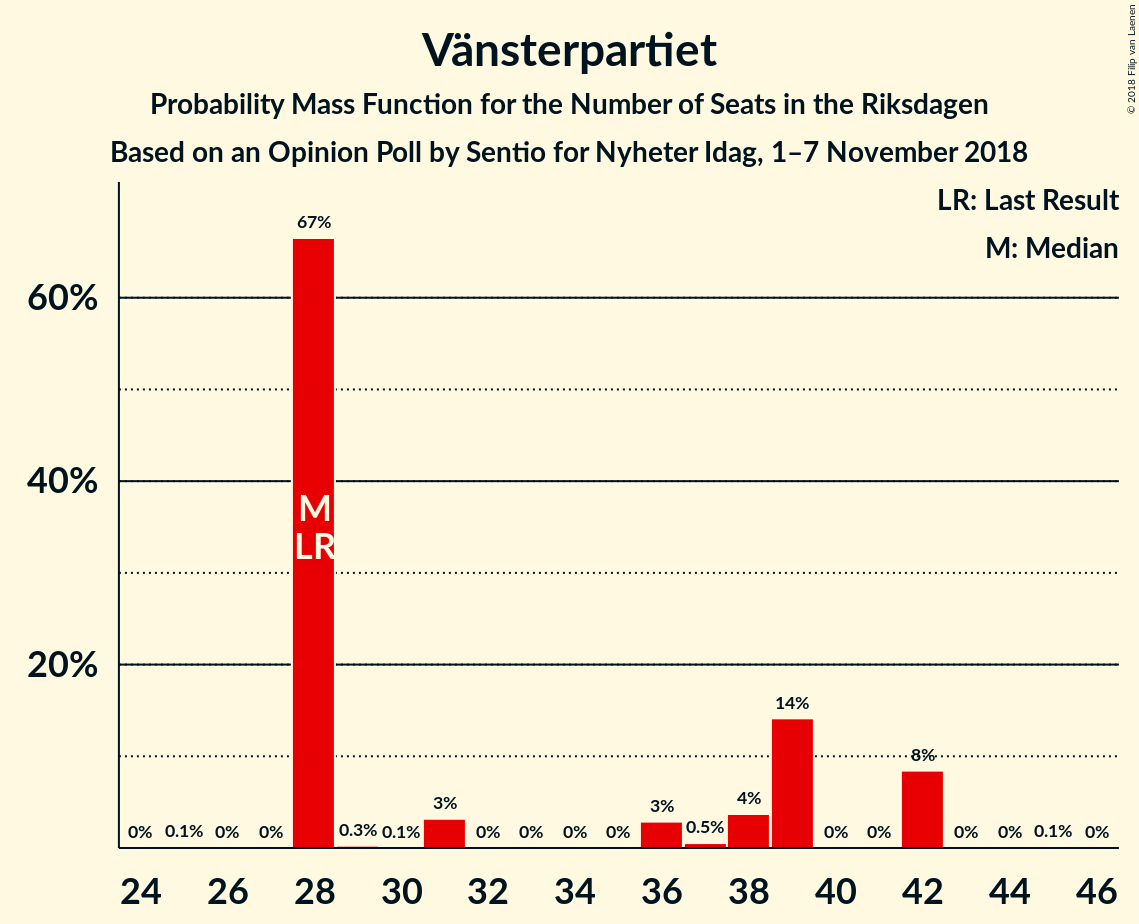 Vänsterpartiet
Probability Mass Function for the Number of Seats in the Riksdagen
Based on an Opinion Poll by Sentio for Nyheter Idag, 1–7 November 2018
© 2018 Filip van Laenen
LR: Last Result
M: Median
60%
40%
20%
0%
0.1%
0%
0%
67%
M
LR
0.3%
0.1%
3%
0%
0%
0%
0%
3%
0.5%
4%
14%
0%
0%
8%
0%
0%
0.1%
0%
24 26 28 30 32 34 36 38 40 42 44 46